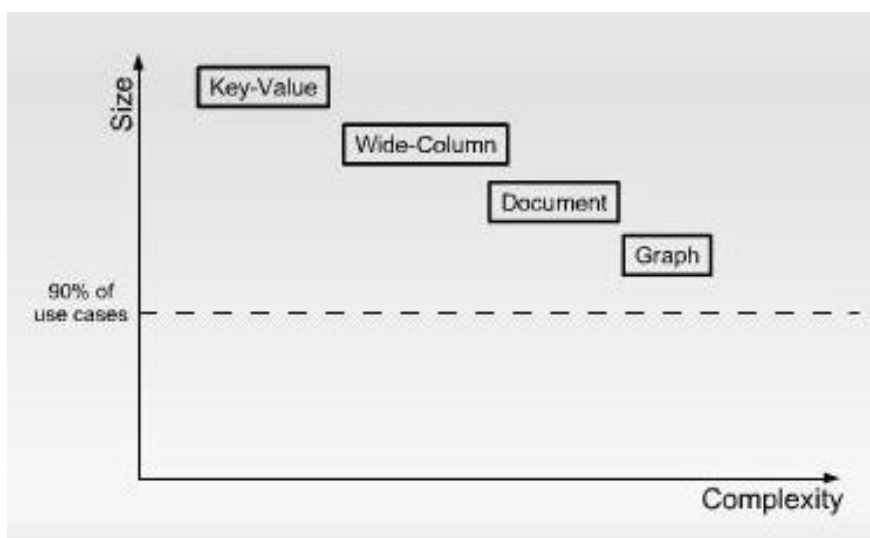 Size
Key-Value
Wide-Column
Document
Graph
90% of
use cases
Complexity